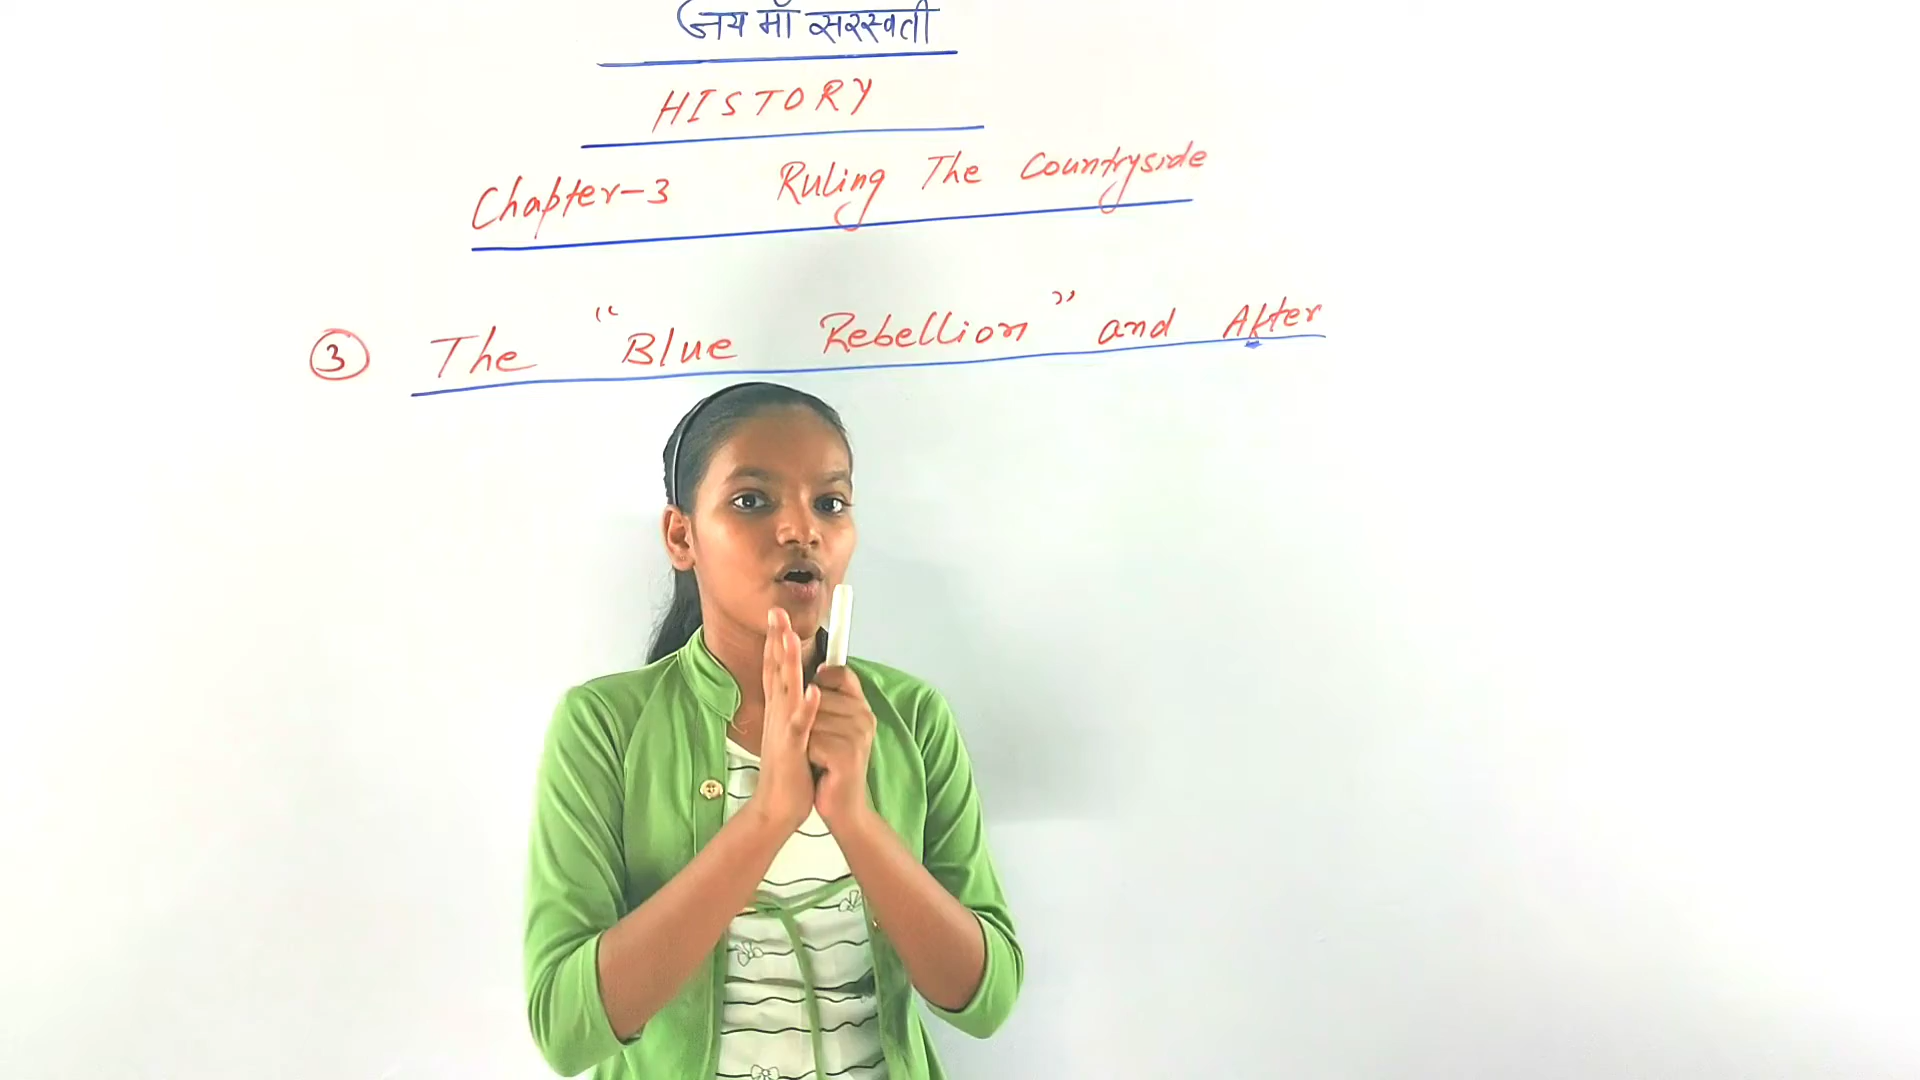 जय माँ सरस्वती
HISTORY
Chapter-3 Ruling The Countryside
③ The "Blue Rebellion" and After